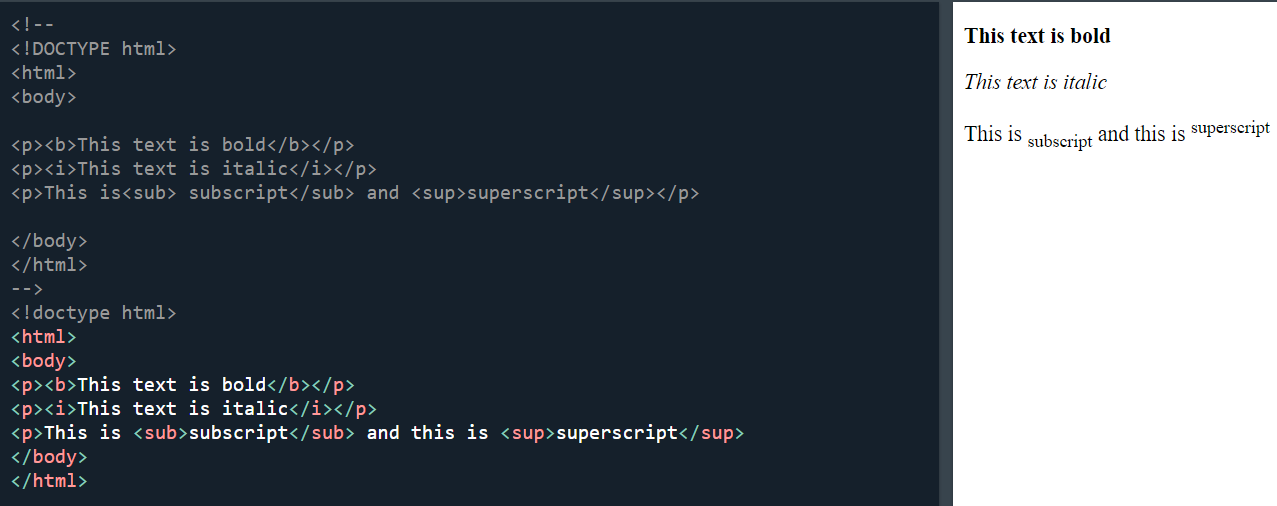 <!--
<!DOCTYPE html>
<html>
<body>
<p><b>This text is bold</b></p>
<p><i>This text is italic</i></p>
<p>This is<sub> subscript</sub> and <sup>superscript</sup></p>
</body>
</html>
-->
<!doctype html>
<html>
<body>
<p><b>This text is bold</b></p>
<p><i>This text is italic</i></p>
<p>This is <sub>subscript</sub> and this is <sup>superscript</sup>
</body>
</html>
This text is bold
This text is italic
This is subscript and this is superscript